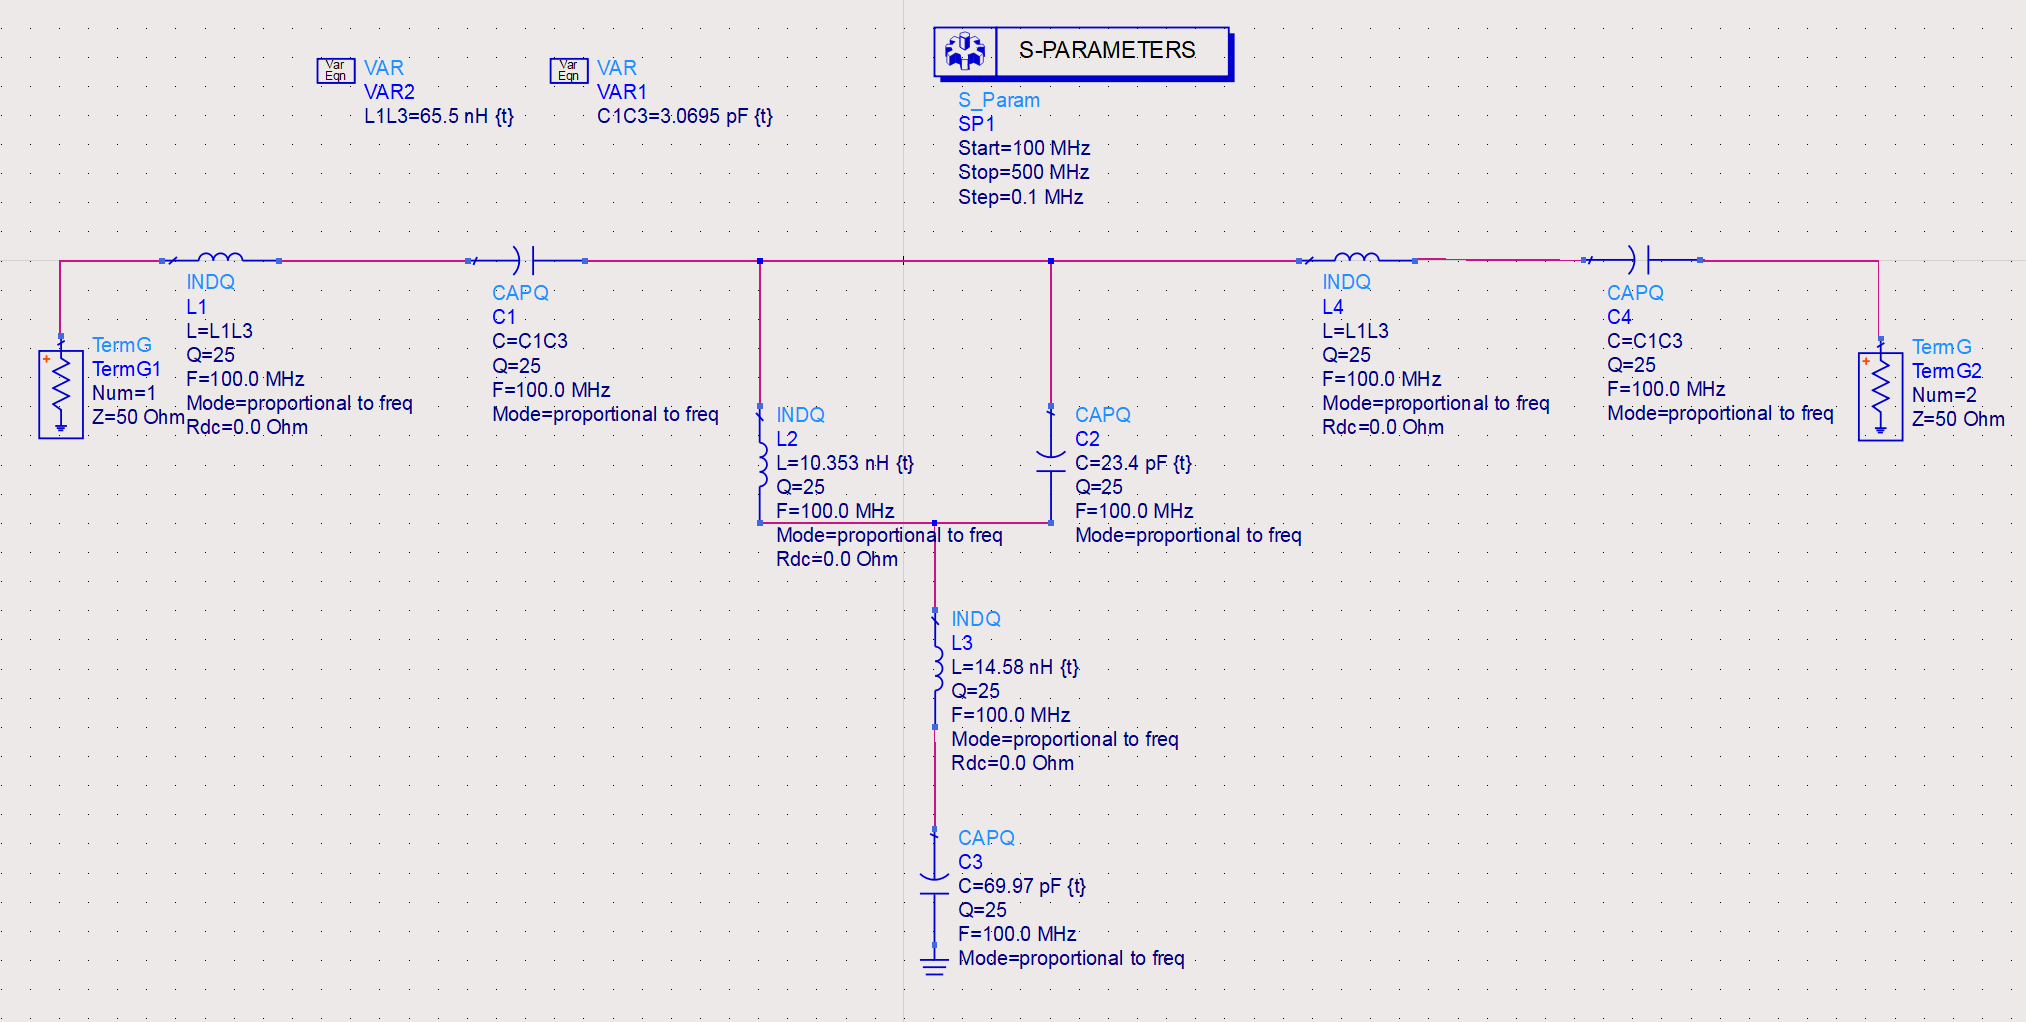 Var
Eqn
VAR
VAR2
L1L3=65.5 nH {t}
Var
Eqn
VAR
VAR1
C1C3=3.0695 pF {t}
S-PARAMETERS
S_Param
SP1
Start=100 MHz
Stop=500 MHz
Step=0.1 MHz
TermG
TermG1
Num=1
Z=50 Ohm
INDQ
L1
L=L1L3
Q=25
F=100.0 MHz
Mode=proportional to freq
Rdc=0.0 Ohm
CAPQ
C1
C=C1C3
Q=25
F=100.0 MHz
Mode=proportional to freq
INDQ
L2
L=10.353 nH {t}
Q=25
F=100.0 MHz
Mode=proportional to freq
Rdc=0.0 Ohm
CAPQ
C2
C=23.4 pF {t}
Q=25
F=100.0 MHz
Mode=proportional to freq
INDQ
L4
L=L1L3
Q=25
F=100.0 MHz
Mode=proportional to freq
Rdc=0.0 Ohm
CAPQ
C4
C=C1C3
Q=25
F=100.0 MHz
Mode=proportional to freq
TermG
TermG2
Num=2
Z=50 Ohm
INDQ
L3
L=14.58 nH {t}
Q=25
F=100.0 MHz
Mode=proportional to freq
Rdc=0.0 Ohm
CAPQ
C3
C=69.97 pF {t}
Q=25
F=100.0 MHz
Mode=proportional to freq